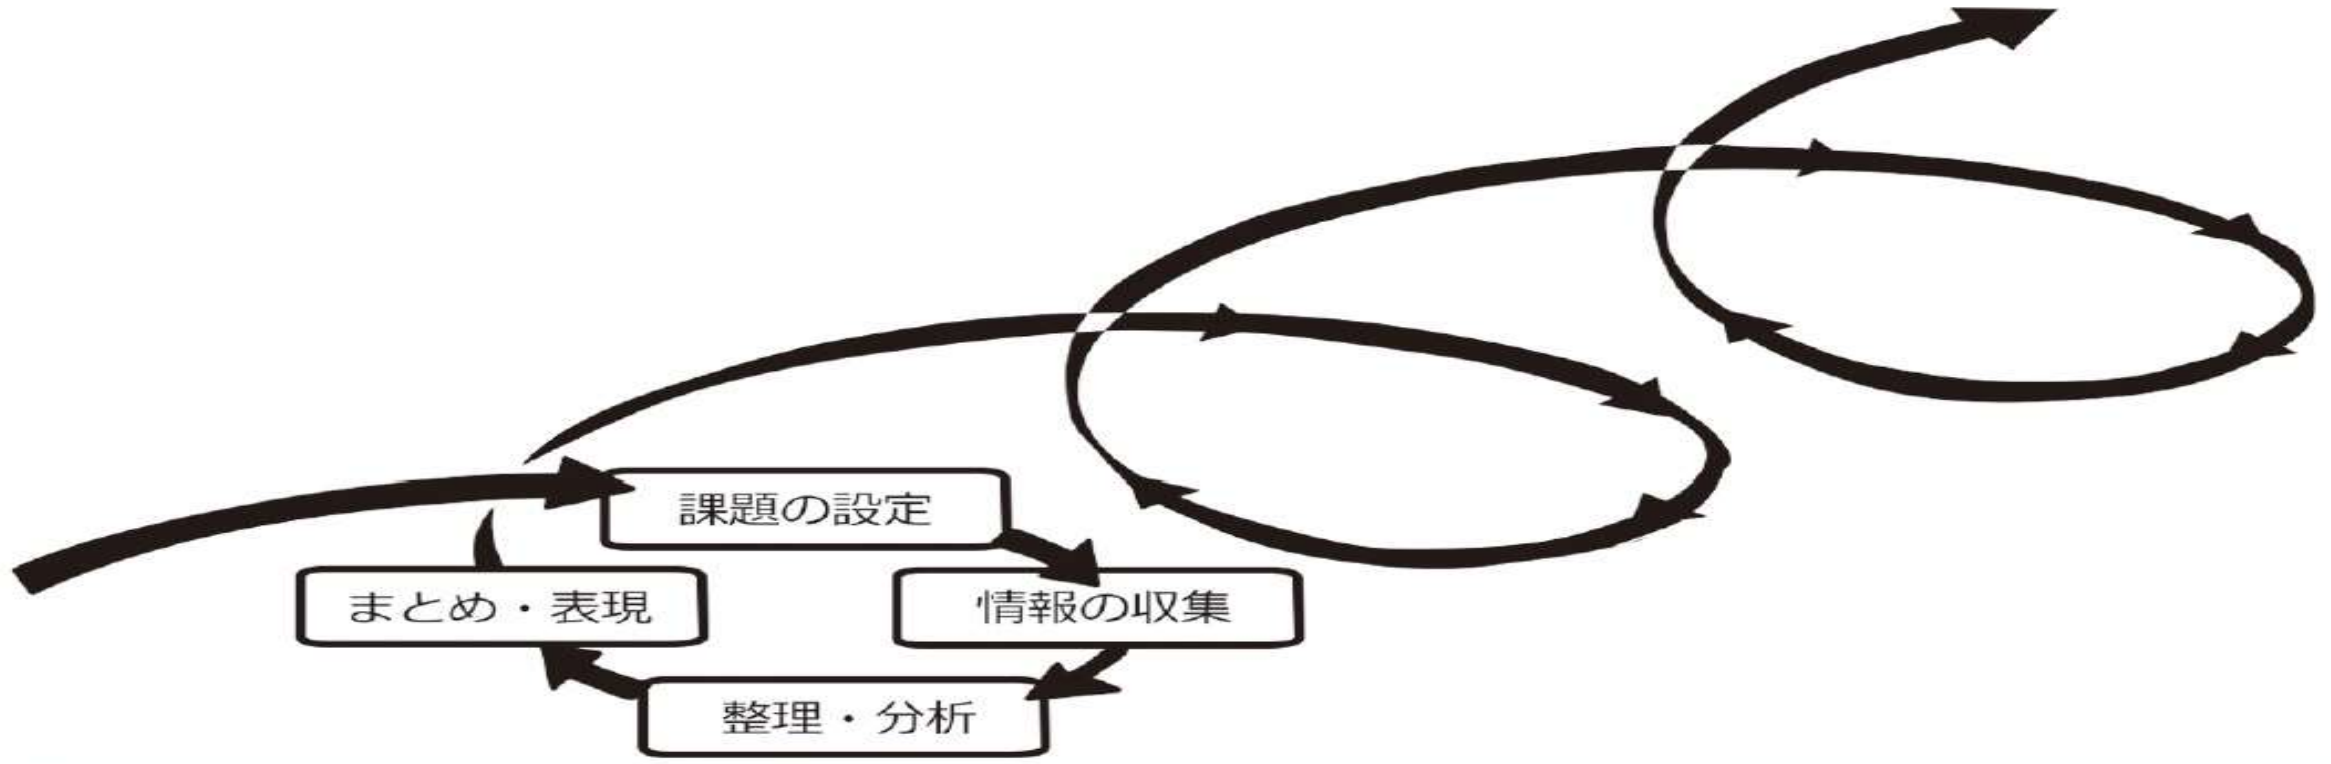 課題の設定
情報の収集
整理・分析
まとめ・表現